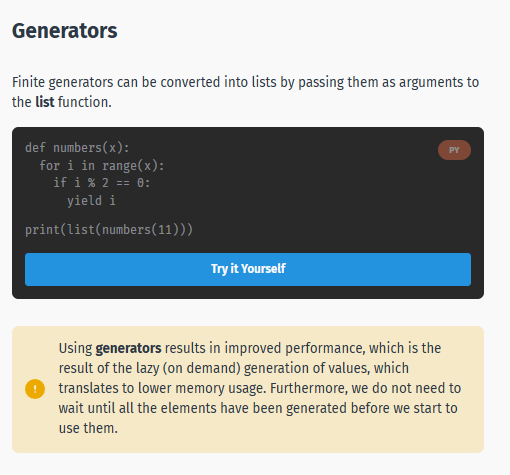 Generators
Finite generators can be converted into lists by passing them as arguments to
the list function.
PY
def numbers(x):
  for i in range(x):
    if i % 2 == 0:
      yield i
print(list(numbers(11)))
Try it Yourself
!
Using generators results in improved performance, which is the
result of the lazy (on demand) generation of values, which
translates to lower memory usage. Furthermore, we do not need to
wait until all the elements have been generated before we start to
use them.